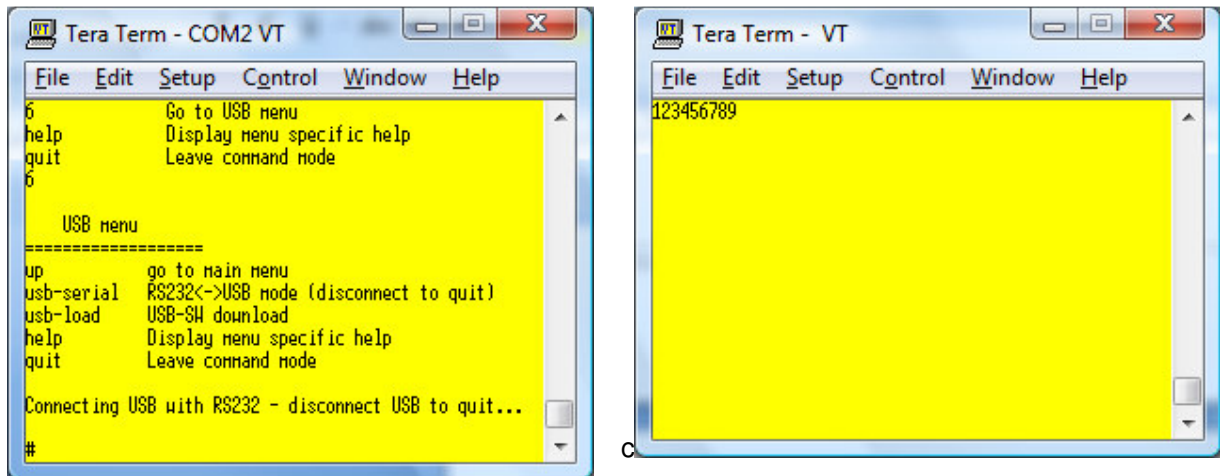 Tera Term - COM2 VT
File Edit Setup Control Window Help
6 Go to USB menu
help Display menu specific help
quit Leave command mode
6
USB menu
===================
up go to main menu
usb-serial RS232<->USB mode (disconnect to quit)
usb-load USB-SW download
help Display menu specific help
quit Leave command mode
Connecting USB with RS232 - disconnect USB to quit...
#
c
Tera Term - VT
File Edit Setup Control Window Help
123456789